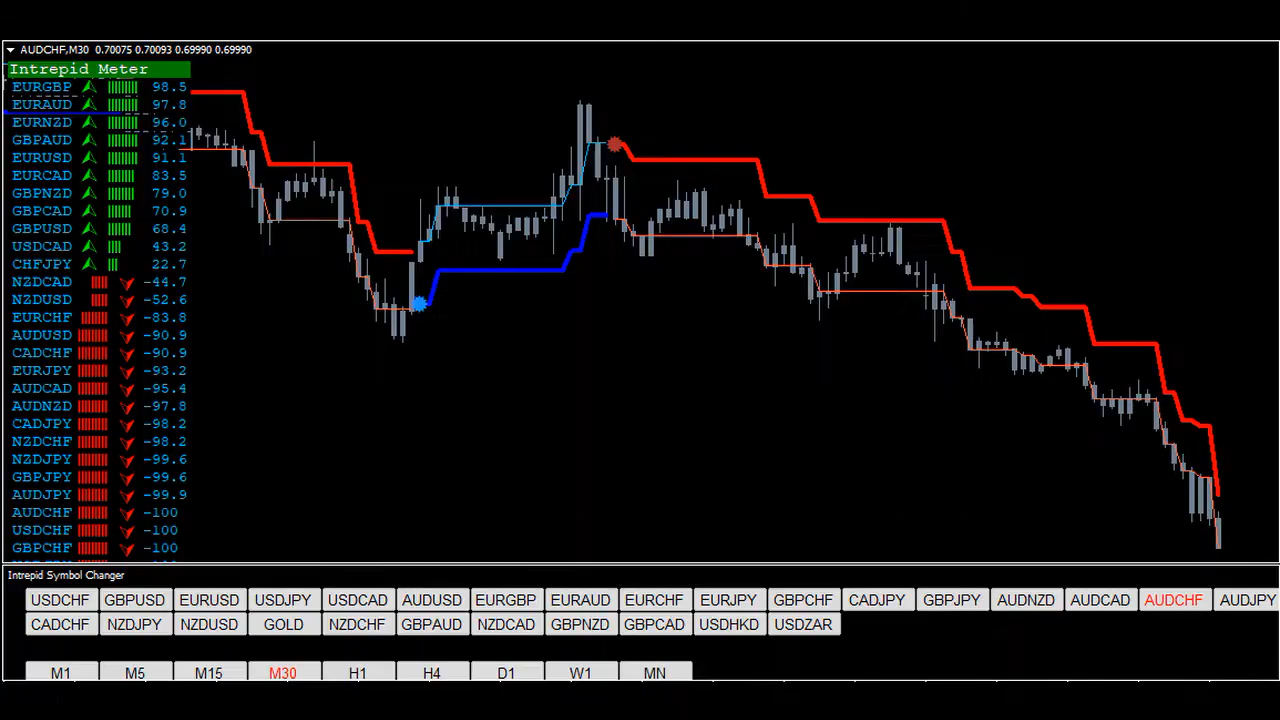 AUDCHF,M30 0.70075 0.70093 0.69990 0.69990
Intrepid Meter
EURGBP 98.5
EURAUD 97.8
EURNZD 96.0
GBPAUD 92.1
EURUSD 91.1
EURCAD 83.5
GBPNZD 79.0
GBPCAD 70.9
GBPUSD 68.4
USDCAD 43.2
CHFJPY 22.7
NZDCAD -44.7
NZDUSD -52.6
EURCHF -83.8
AUDUSD -90.9
CADCHF -90.9
EURJPY -93.2
AUDCAD -95.4
AUDNZD -97.8
CADJPY -98.2
NZDCHF -98.2
NZDJPY -99.6
GBPJPY -99.6
AUDJPY -99.9
AUDCHF -100
USDCHF -100
GBPCHF -100
Intrepid Symbol Changer
USDCHF GBPUSD EURUSD USDJPY USDCAD AUDUSD EURGBP EURAUD EURCHF EURJPY GBPCHF CADJPY GBPJPY AUDNZD AUDCAD AUDCHF AUDJPY
CADCHF NZDJPY NZDUSD GOLD NZDCHF GBPAUD NZDCAD GBPNZD GBPCAD USDHKD USDZAR
M1 M5 M15 M30 H1 H4 D1 W1 MN